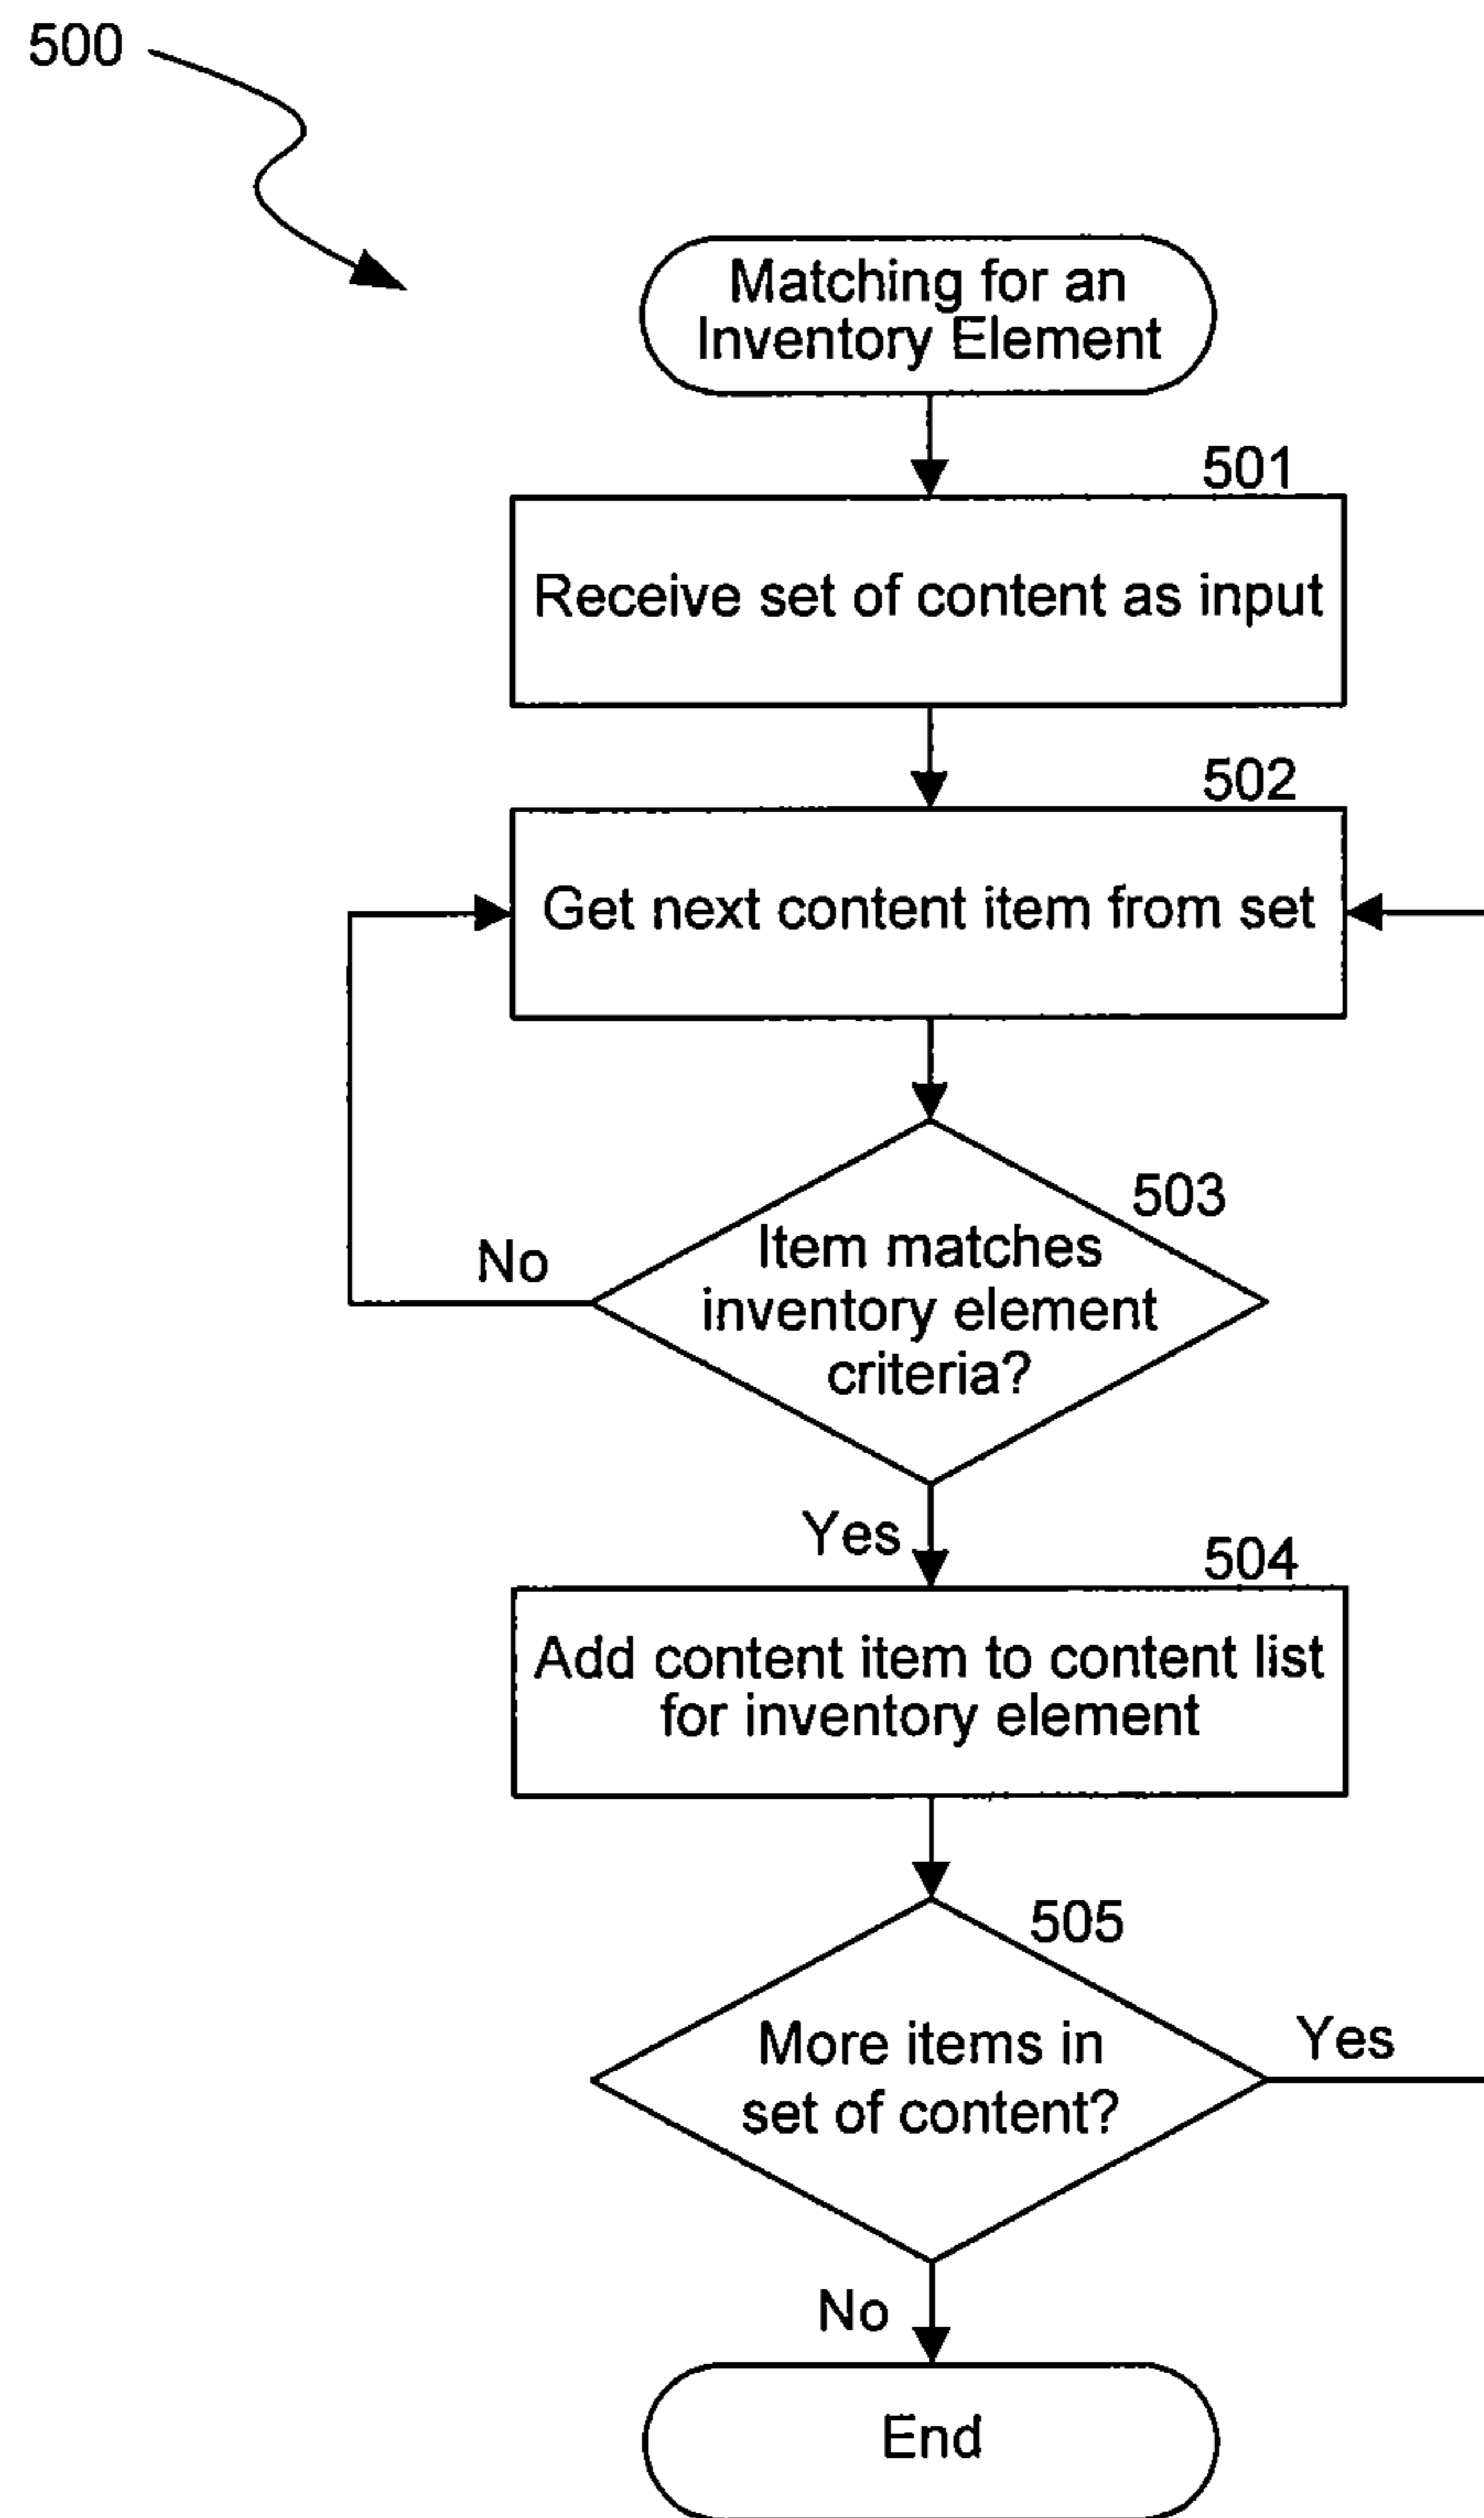 500
Matching for an
Inventory Element
501
Receive set of content as input
502
Get next content item from set
503
Item matches
inventory element
criteria?
No
Yes
504
Add content item to content list
for inventory element
505
More items in
set of content?
Yes
No
End